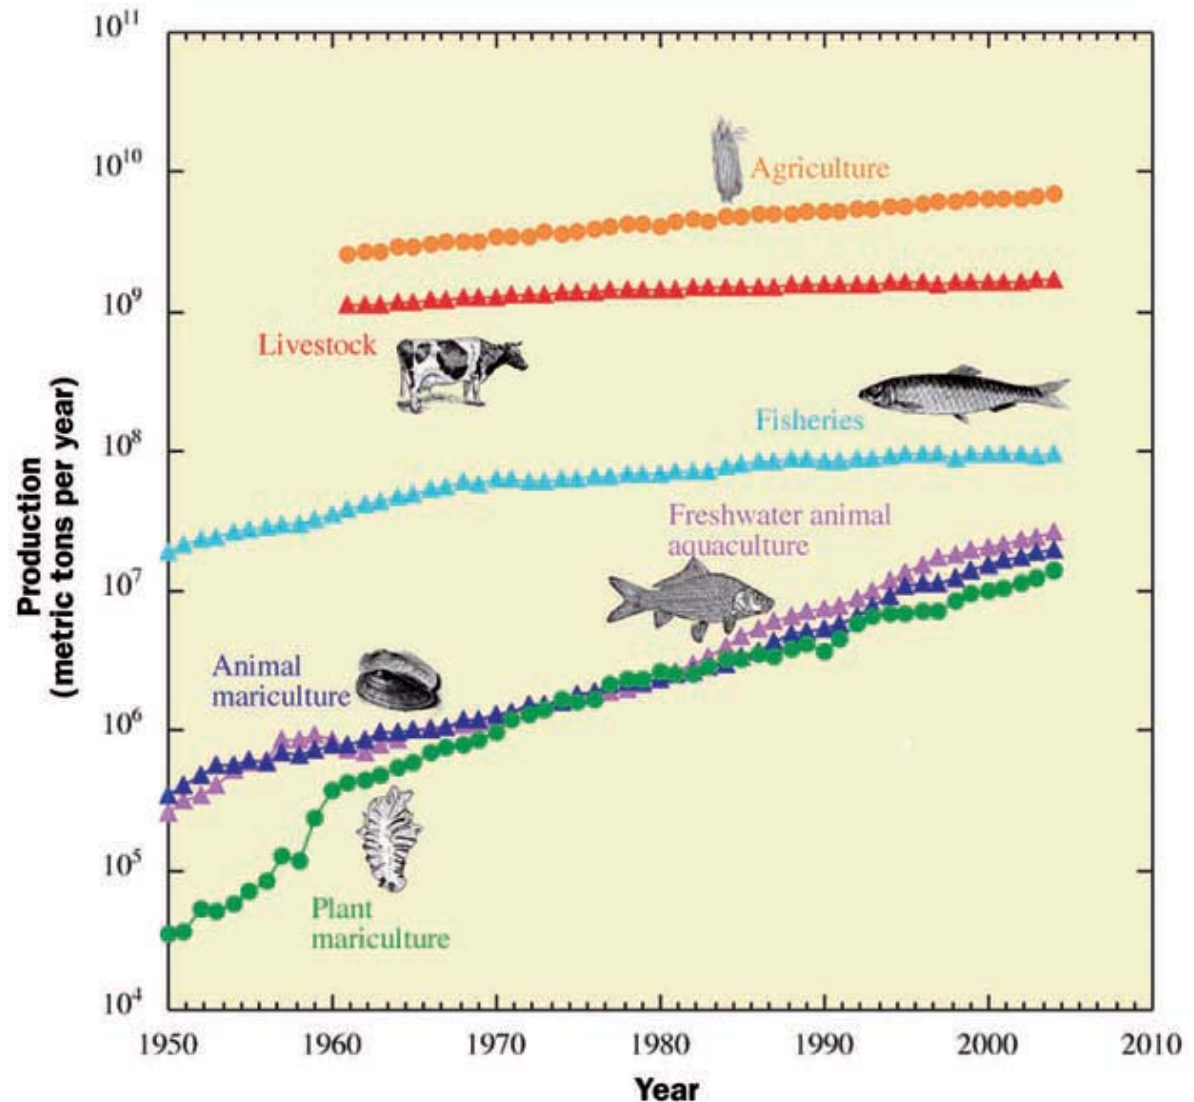 10¹¹
10¹⁰
Agriculture
10⁹
Livestock
Fisheries
10⁸
Freshwater animal
aquaculture
10⁷
Animal
mariculture
10⁶
10⁵
Plant
mariculture
10⁴
Production
(metric tons per year)
1950 1960 1970 1980 1990 2000 2010
Year